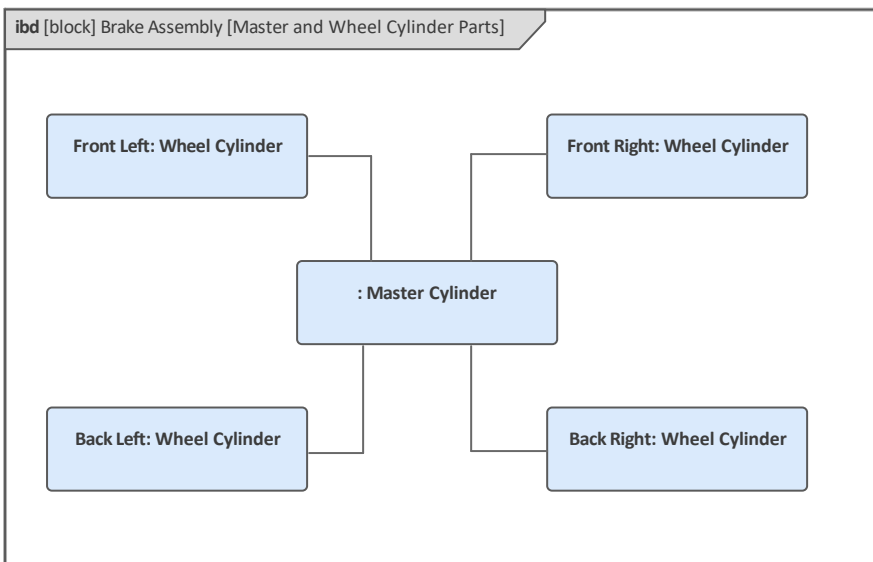 ibd [block] Brake Assembly [Master and Wheel Cylinder Parts]
Front Left: Wheel Cylinder
Front Right: Wheel Cylinder
: Master Cylinder
Back Left: Wheel Cylinder
Back Right: Wheel Cylinder